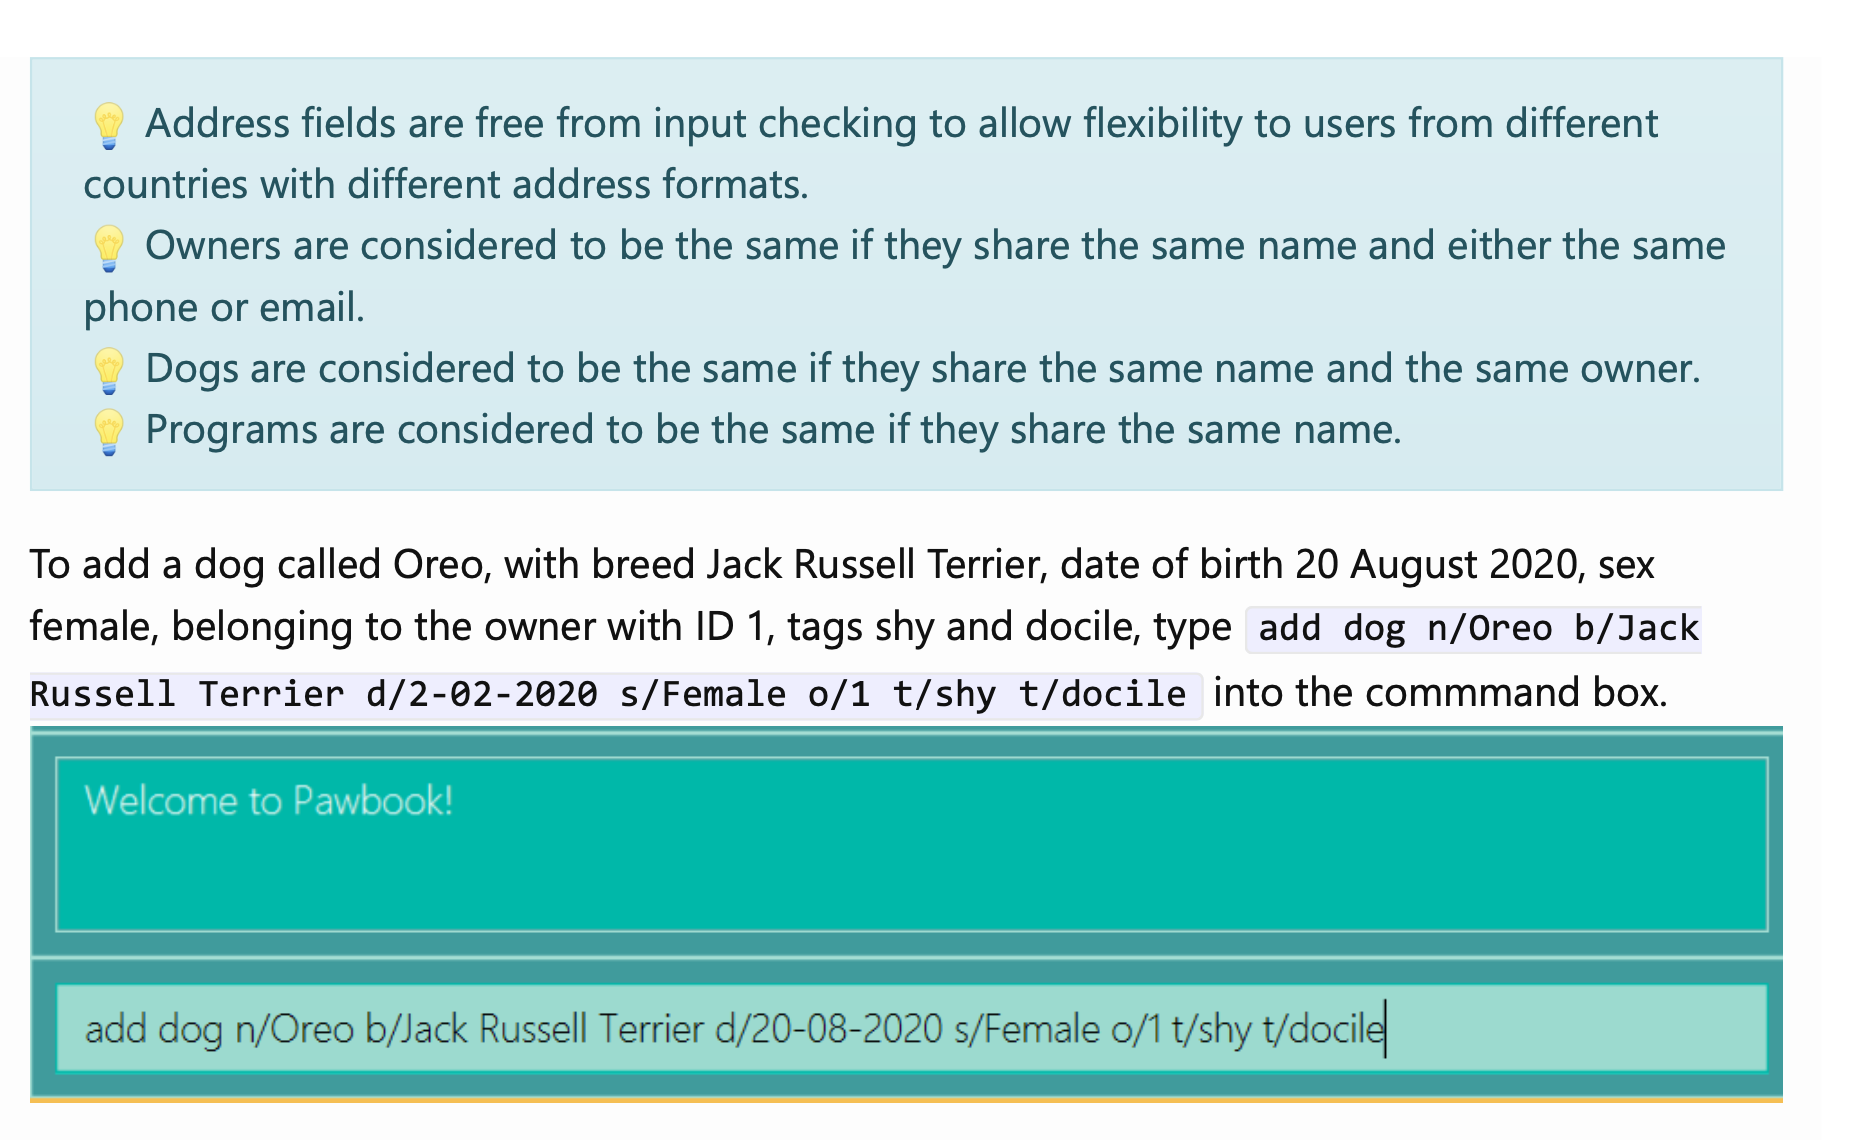 💡 Address fields are free from input checking to allow flexibility to users from different
countries with different address formats.
💡 Owners are considered to be the same if they share the same name and either the same
phone or email.
💡 Dogs are considered to be the same if they share the same name and the same owner.
💡 Programs are considered to be the same if they share the same name.
To add a dog called Oreo, with breed Jack Russell Terrier, date of birth 20 August 2020, sex
female, belonging to the owner with ID 1, tags shy and docile, type add dog n/Oreo b/Jack
Russell Terrier d/2-02-2020 s/Female o/1 t/shy t/docile into the commmand box.
Welcome to Pawbook!
add dog n/Oreo b/Jack Russell Terrier d/20-08-2020 s/Female o/1 t/shy t/docile